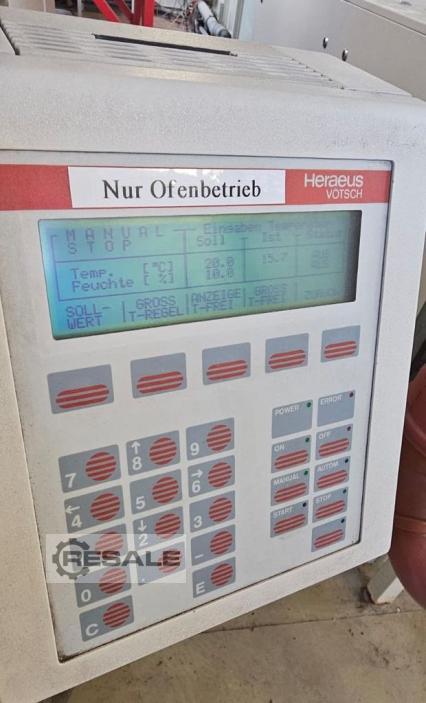 Nur Ofenbetrieb
Heraeus
VÖTSCH
MANUAL
STOP
Soll
Ist
Temp. [°C] 20.0 15.7
Feuchte [ %] 10.0
SOLL-
WERT
GROSS
T-REGEL
ANZEIGE
T-FREI
GROSS
T-FREI
POWER
ERROR
ON
OFF
MANUAL
AUTOM.
START
STOP
7
↑
8
9
←
4
5
→
6
↓
2
3
0
.
-
C
E
RESALE